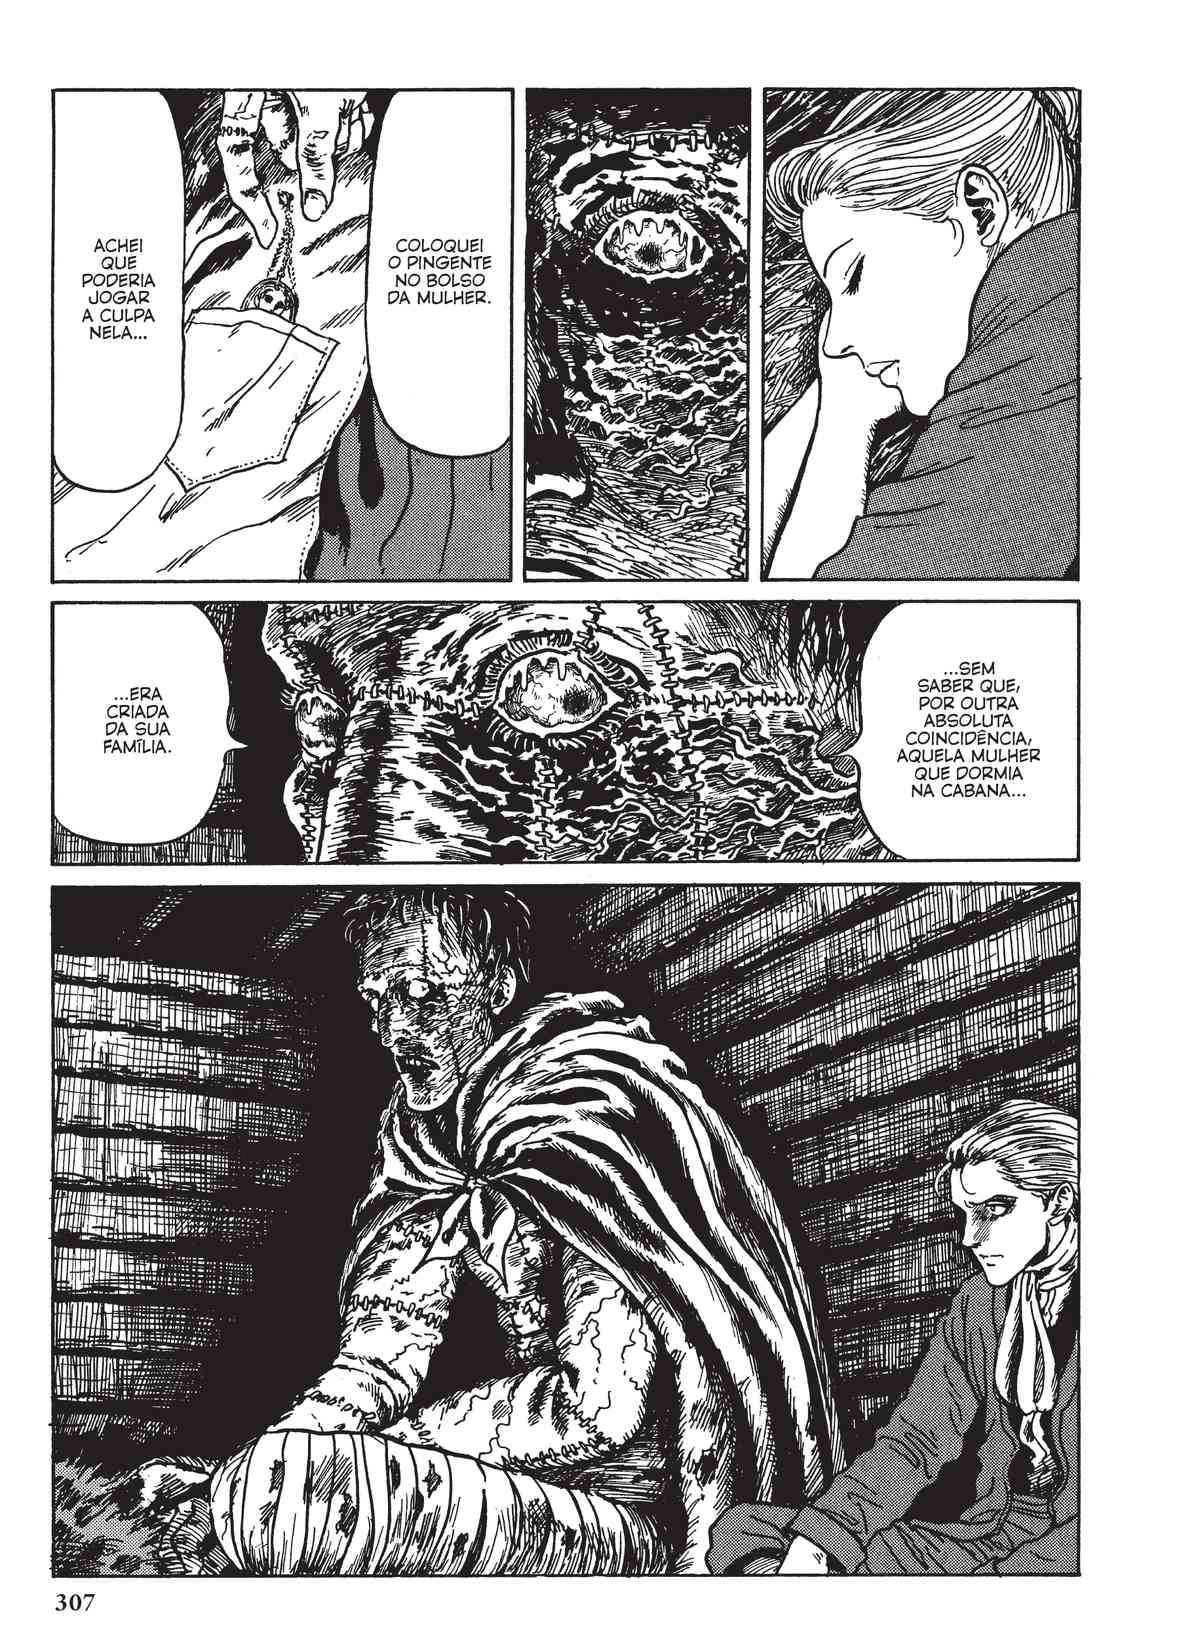 COLOQUEI
O PINGENTE
NO BOLSO
DA MULHER.
ACHEI
QUE
PODERIA
JOGAR
A CULPA
NELA...
...SEM
SABER QUE,
POR OUTRA
ABSOLUTA
COINCIDÊNCIA,
AQUELA MULHER
QUE DORMIA
NA CABANA...
...ERA
CRIADA
DA SUA
FAMÍLIA.
307